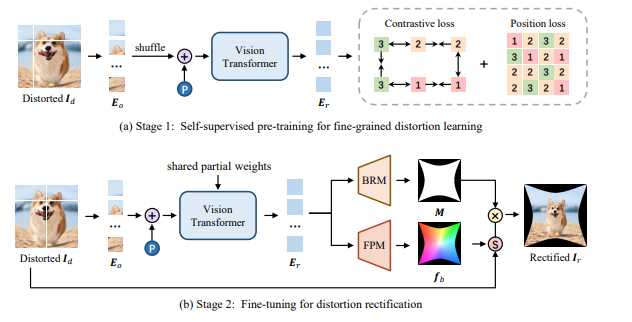 Contrastive loss
Position loss
shuffle
+
Vision
Transformer
P
...
...
Distorted I_d
E_o
E_r
3 2 2
3 1 1
+
1 2 3 2
3 1 2 1
2 2 3 2
2 3 2 1
(a) Stage 1: Self-supervised pre-training for fine-grained distortion learning
shared partial weights
+
Vision
Transformer
P
...
...
BRM
FPM
M
f_b
×
S
Distorted I_d
E_o
E_r
Rectified I_r
(b) Stage 2: Fine-tuning for distortion rectification